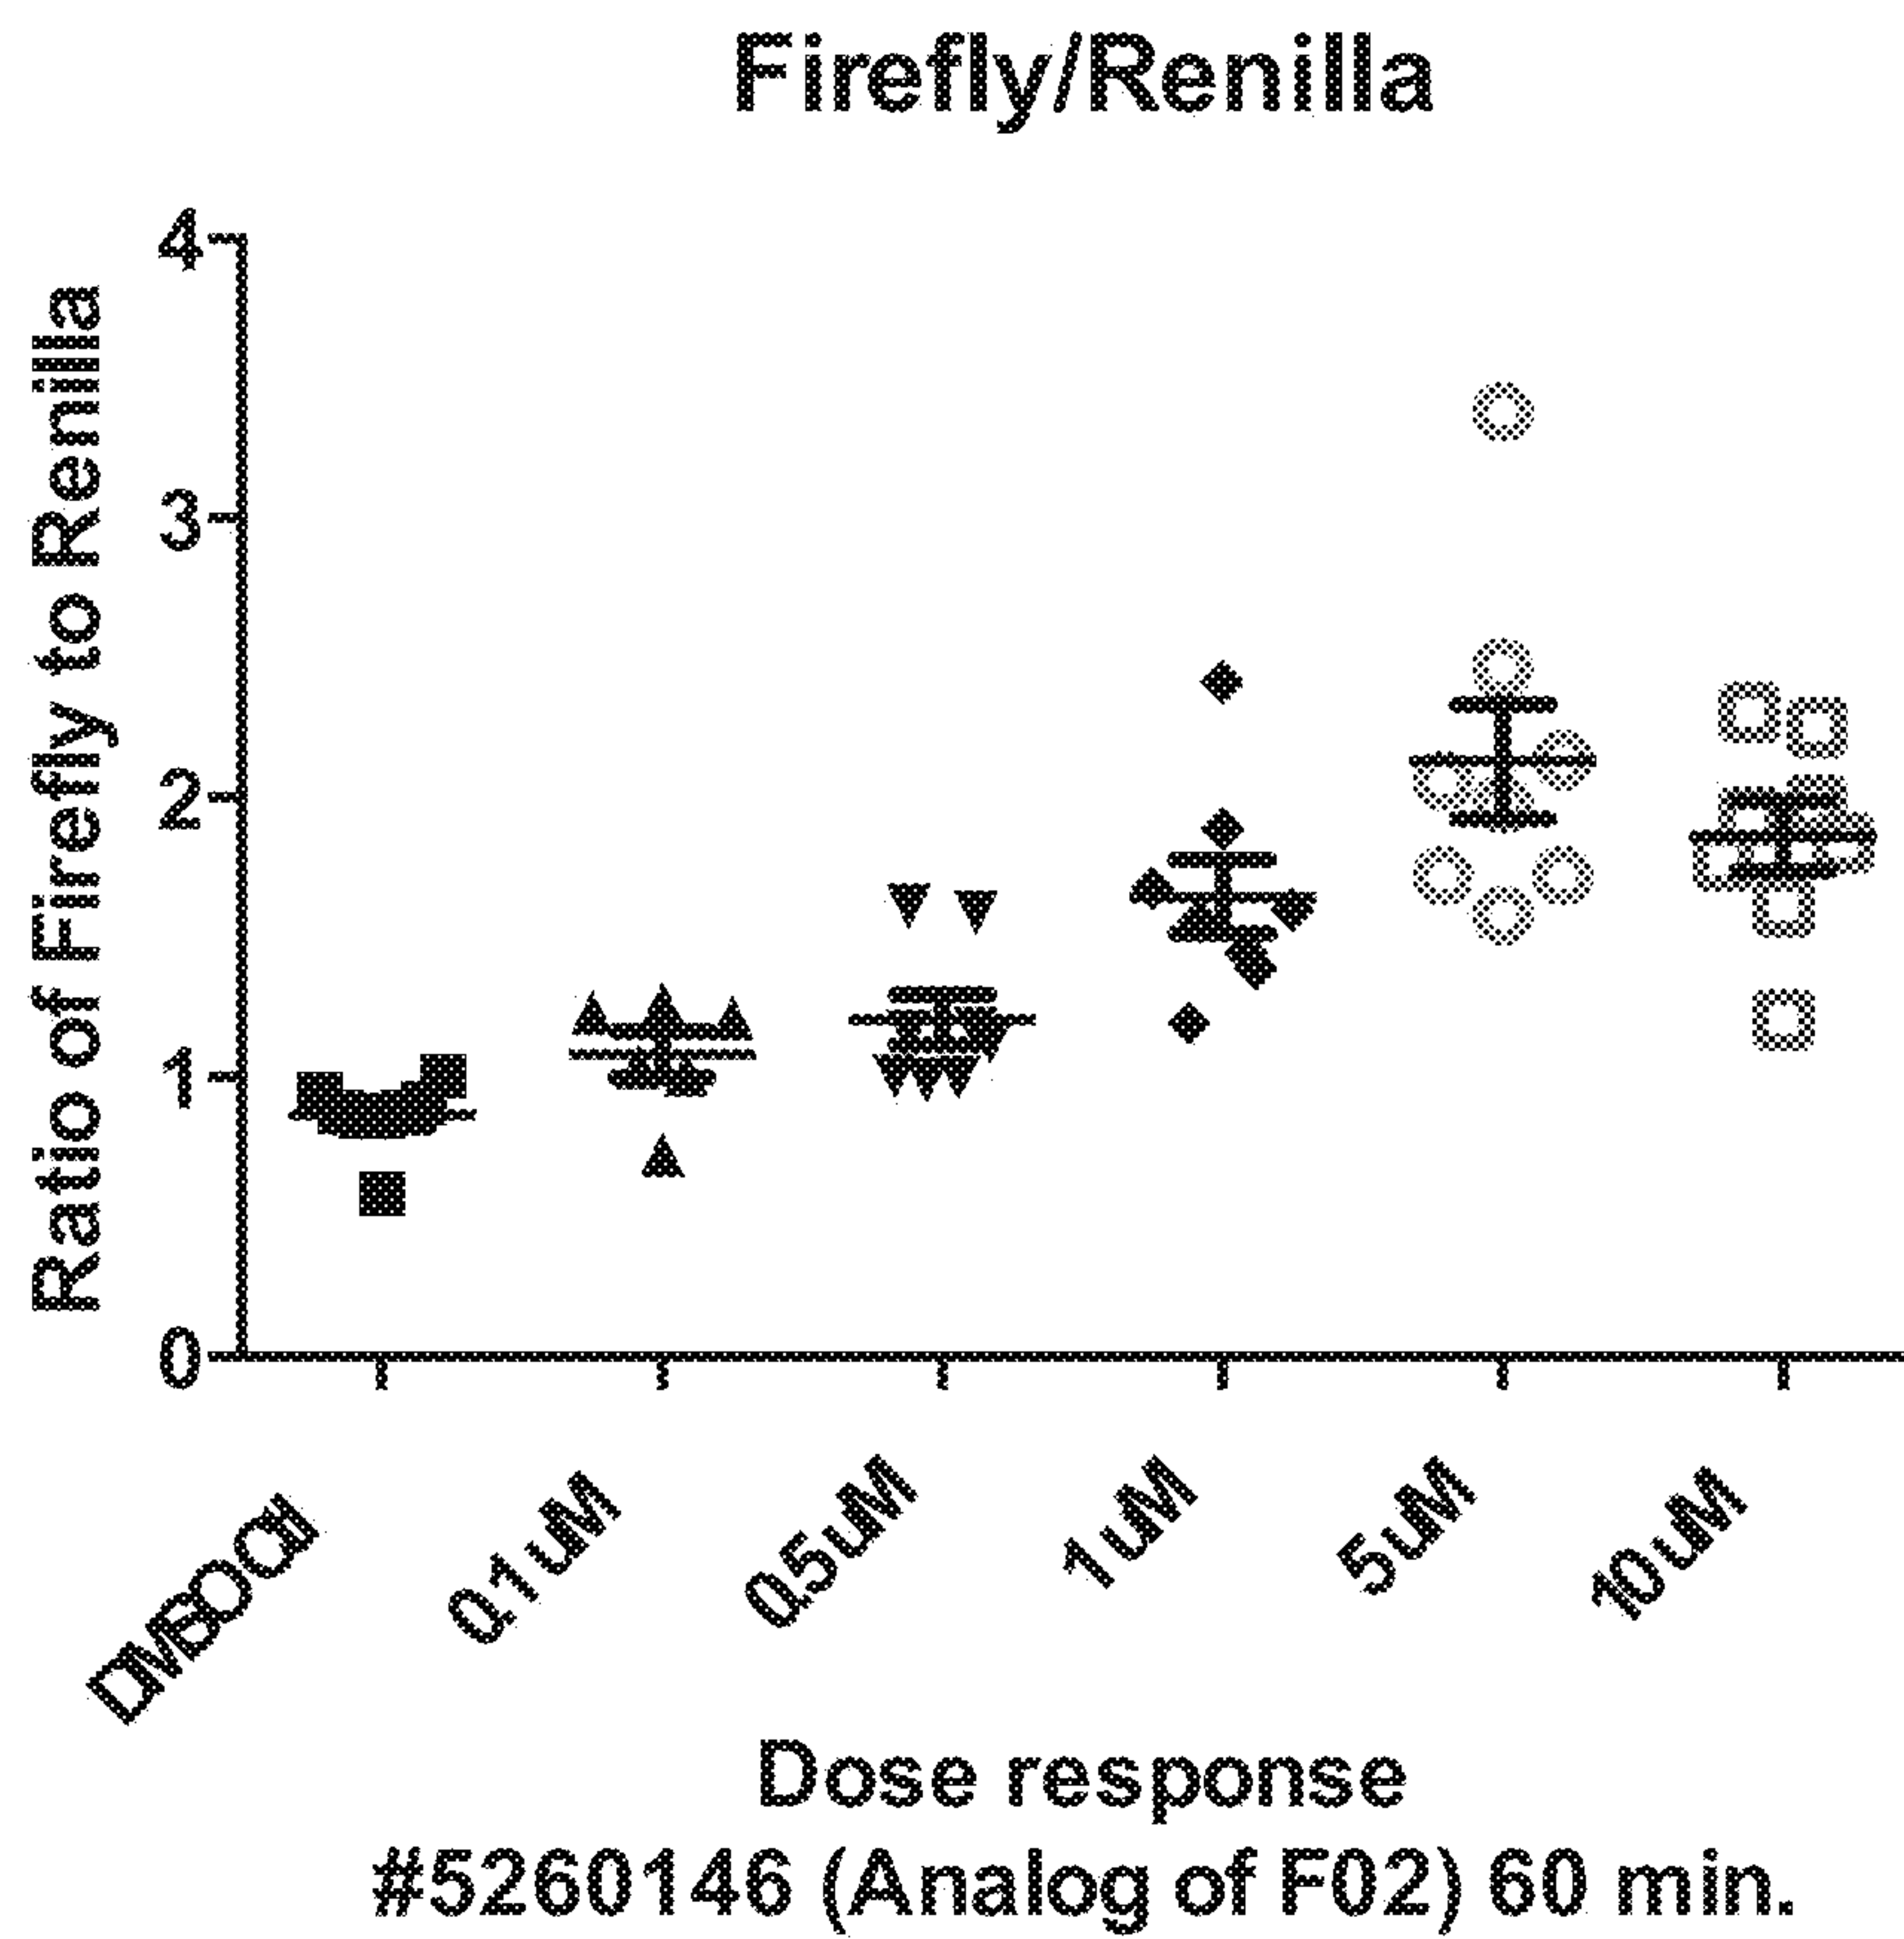 Firefly/Renilla
Ratio of Firefly to Renilla
4
3
2
1
0
0.1uM
0.5uM
1uM
5uM
10uM
Dose response
#5260146 (Analog of F02) 60 min.